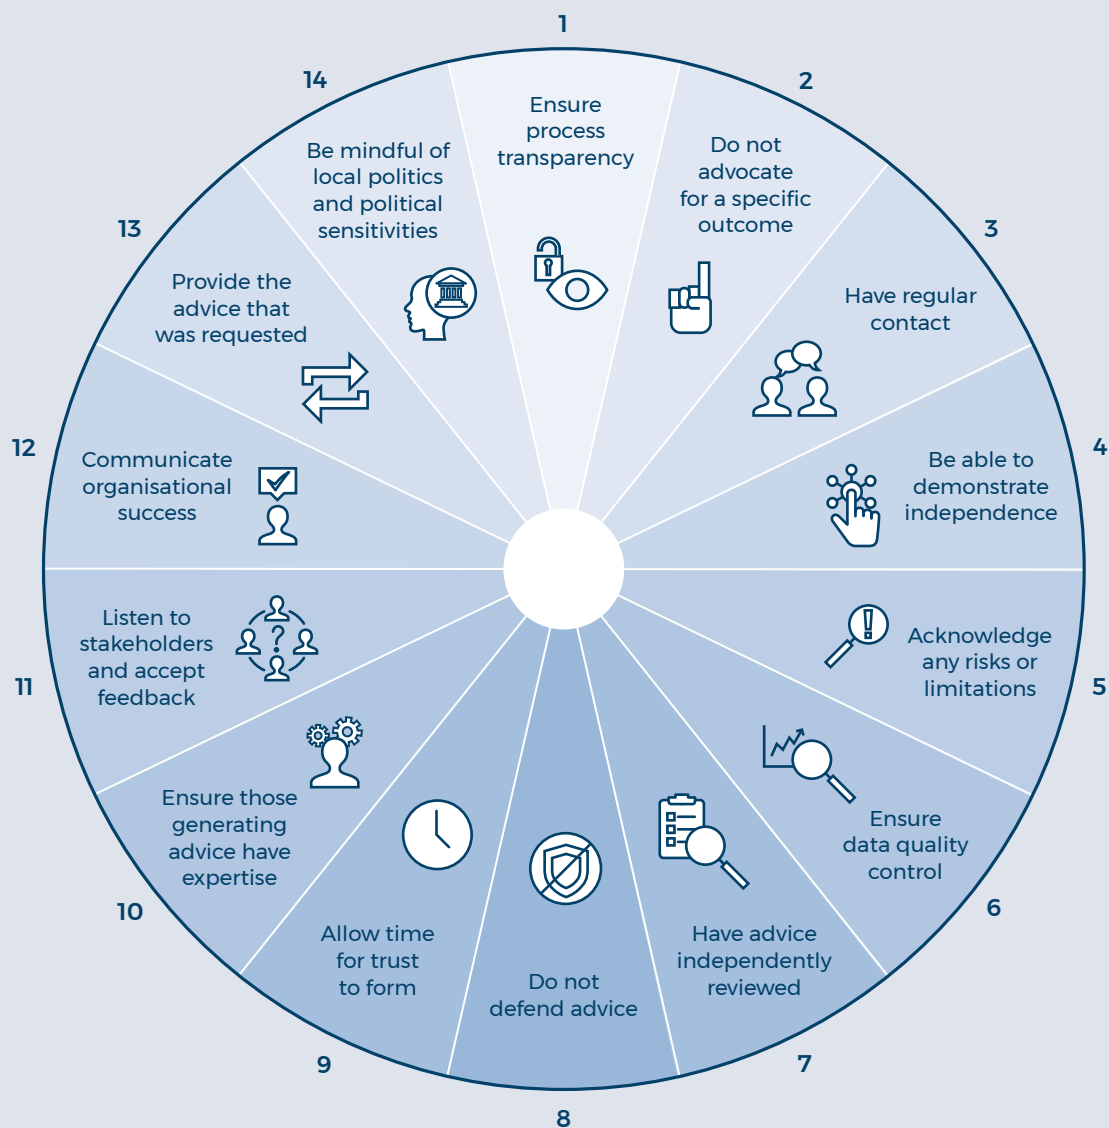 1
Ensure
process
transparency
2
Do not
advocate
for a specific
outcome
3
Have regular
contact
4
Be able to
demonstrate
independence
5
Acknowledge
any risks or
limitations
6
Ensure
data quality
control
7
Have advice
independently
reviewed
8
Do not
defend advice
9
Allow time
for trust
to form
10
Ensure those
generating
advice have
expertise
11
Listen to
stakeholders
and accept
feedback
12
Communicate
organisational
success
13
Provide the
advice that
was requested
14
Be mindful of
local politics
and political
sensitivities